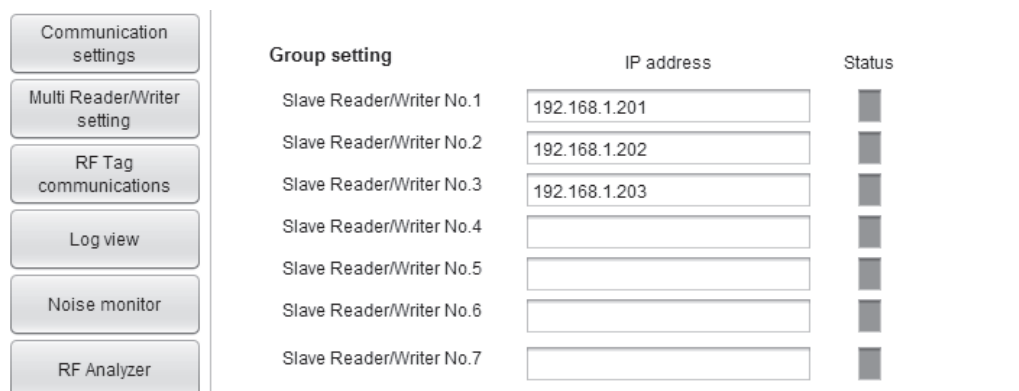 Communication
settings
Multi Reader/Writer
setting
RF Tag
communications
Log view
Noise monitor
RF Analyzer
Group setting
IP address
Status
Slave Reader/Writer No.1
192.168.1.201
Slave Reader/Writer No.2
192.168.1.202
Slave Reader/Writer No.3
192.168.1.203
Slave Reader/Writer No.4
Slave Reader/Writer No.5
Slave Reader/Writer No.6
Slave Reader/Writer No.7